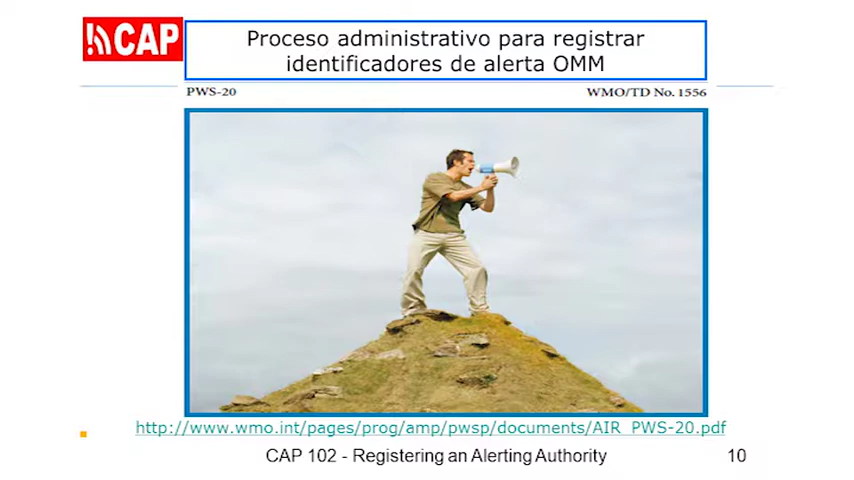 CAP
Proceso administrativo para registrar
identificadores de alerta OMM
PWS-20
WMO/TD No. 1556
http://www.wmo.int/pages/prog/amp/pwsp/documents/AIR_PWS-20.pdf
CAP 102 - Registering an Alerting Authority
10